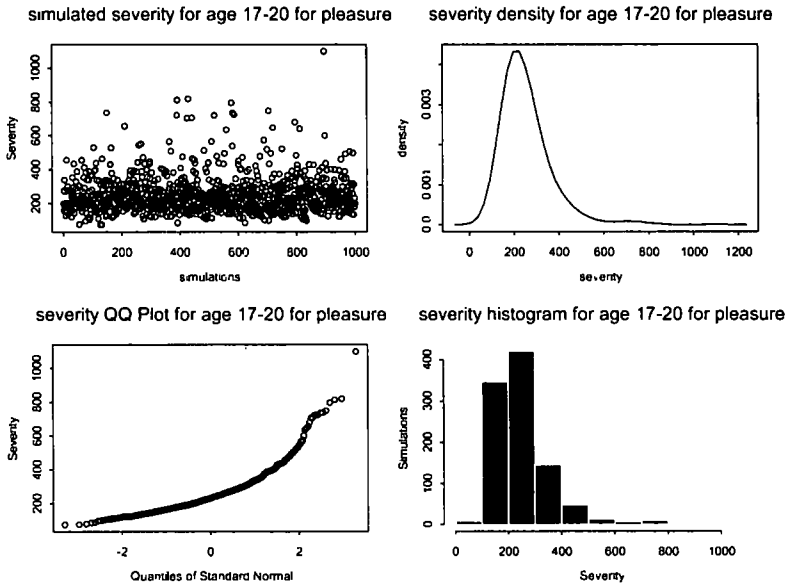 simulated severity for age 17-20 for pleasure
Severity
1000
800
600
400
200
0 200 400 600 800 1000
simulations
severity density for age 17-20 for pleasure
density
0.003
0.001
0.0
0 200 400 600 800 1000 1200
severity
severity QQ Plot for age 17-20 for pleasure
Severity
1000
800
600
400
200
-2 0 2
Quantiles of Standard Normal
severity histogram for age 17-20 for pleasure
Simulations
400
300
200
100
0
0 200 400 600 800 1000
Severity